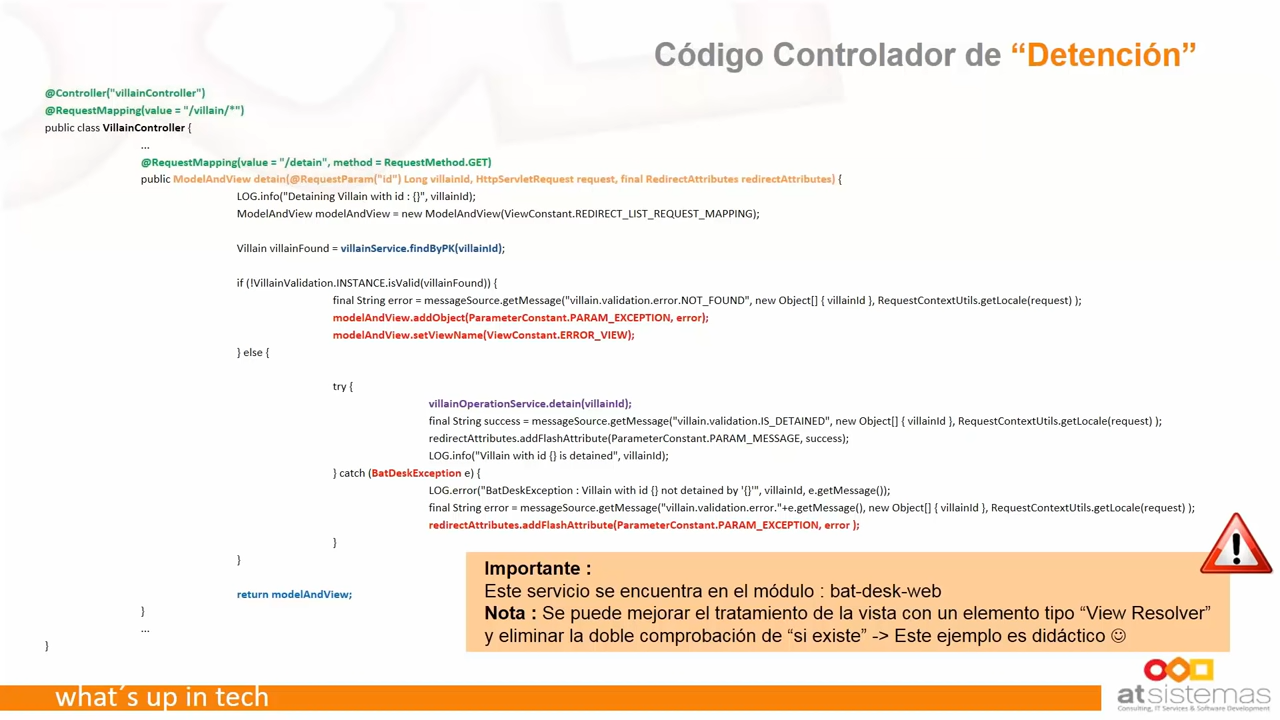 Código Controlador de “Detención”
@Controller("villainController")
@RequestMapping(value = "/villain/*")
public class VillainController {
...
@RequestMapping(value = "/detain", method = RequestMethod.GET)
public ModelAndView detain(@RequestParam("id") Long villainId, HttpServletRequest request, final RedirectAttributes redirectAttributes) {
LOG.info("Detaining Villain with id : {}", villainId);
ModelAndView modelAndView = new ModelAndView(ViewConstant.REDIRECT_LIST_REQUEST_MAPPING);
Villain villainFound = villainService.findByPK(villainId);
if (!VillainValidation.INSTANCE.isValid(villainFound)) {
final String error = messageSource.getMessage("villain.validation.error.NOT_FOUND", new Object[] { villainId }, RequestContextUtils.getLocale(request) );
modelAndView.addObject(ParameterConstant.PARAM_EXCEPTION, error);
modelAndView.setViewName(ViewConstant.ERROR_VIEW);
} else {
try {
villainOperationService.detain(villainId);
final String success = messageSource.getMessage("villain.validation.IS_DETAINED", new Object[] { villainId }, RequestContextUtils.getLocale(request) );
redirectAttributes.addFlashAttribute(ParameterConstant.PARAM_MESSAGE, success);
LOG.info("Villain with id {} is detained", villainId);
} catch (BatDeskException e) {
LOG.error("BatDeskException : Villain with id {} not detained by '{}'", villainId, e.getMessage());
final String error = messageSource.getMessage("villain.validation.error."+e.getMessage(), new Object[] { villainId }, RequestContextUtils.getLocale(request) );
redirectAttributes.addFlashAttribute(ParameterConstant.PARAM_EXCEPTION, error );
}
}
return modelAndView;
}
...
}
Importante :
Este servicio se encuentra en el módulo : bat-desk-web
Nota : Se puede mejorar el tratamiento de la vista con un elemento tipo “View Resolver”
y eliminar la doble comprobación de “si existe” -> Este ejemplo es didáctico ☺
what´s up in tech
atsistemas
Consulting, IT Services & Software Development